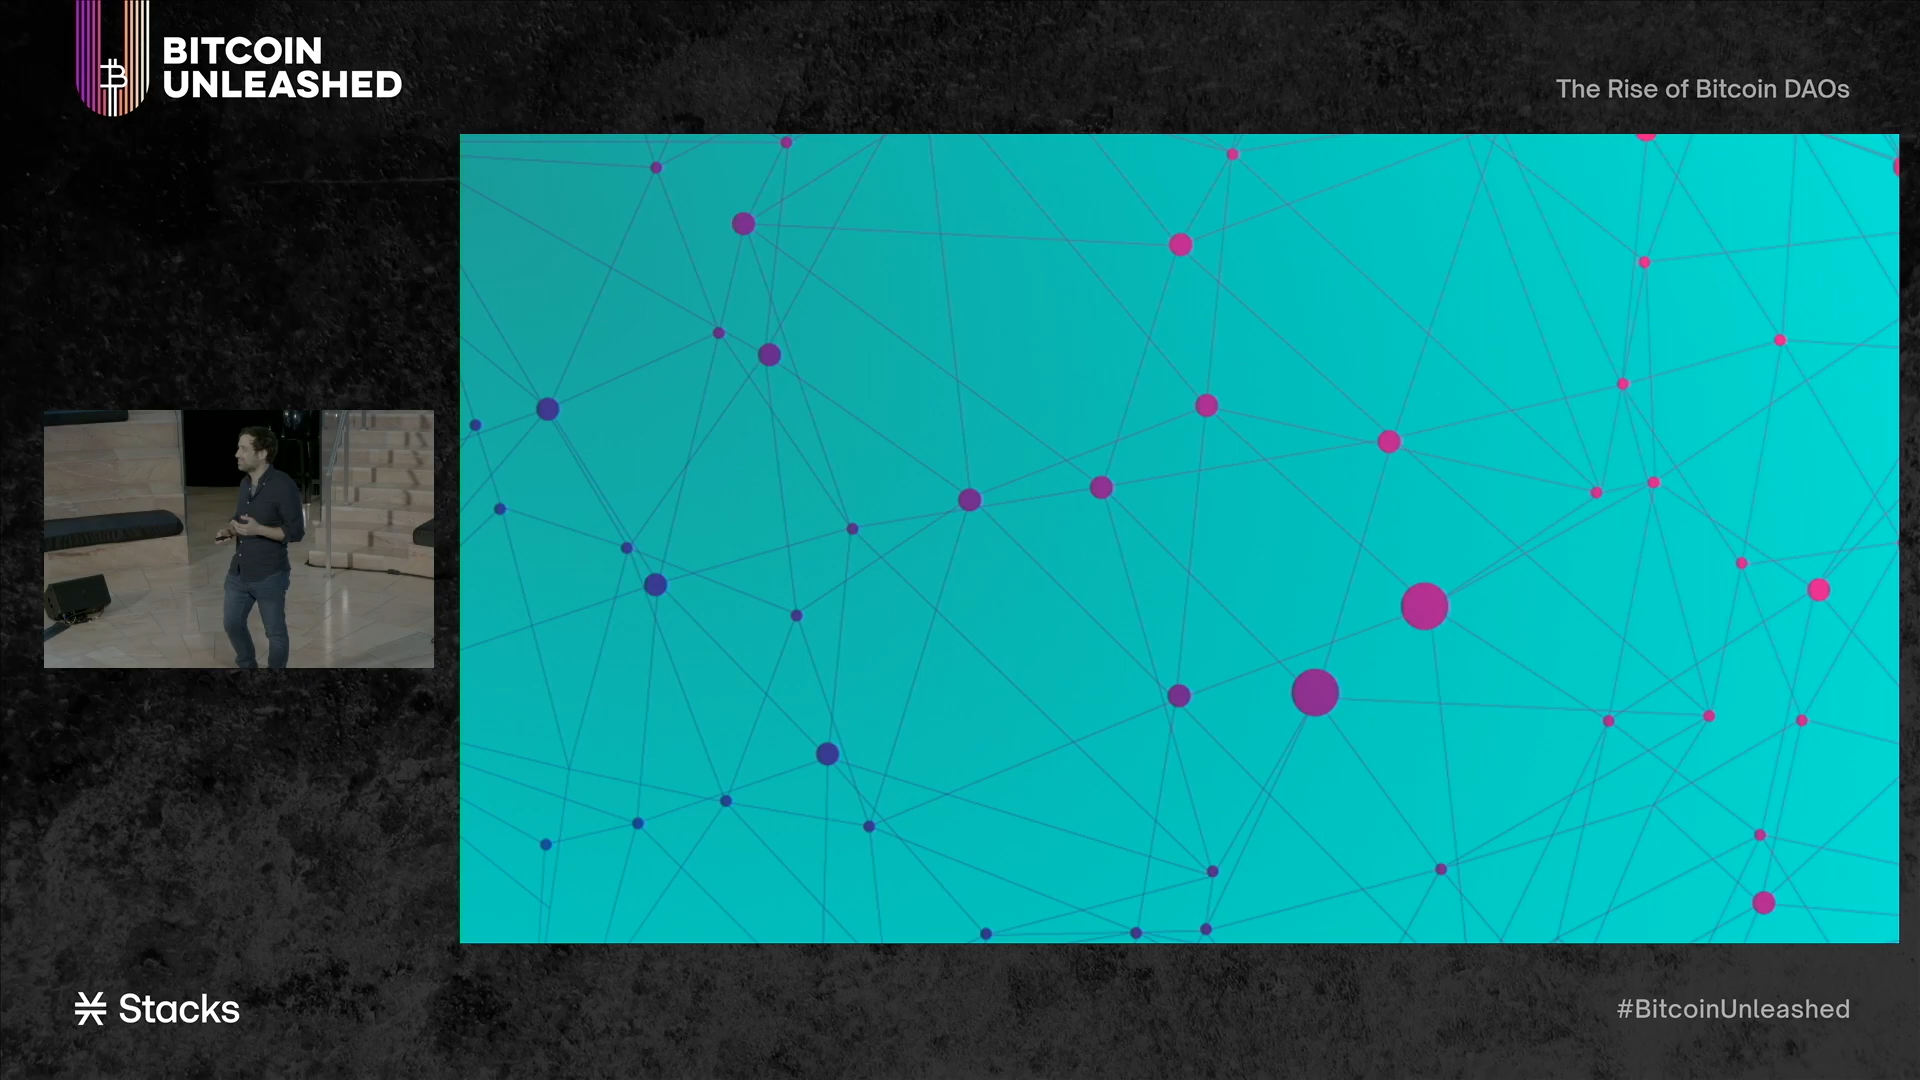 BITCOIN
UNLEASHED
The Rise of Bitcoin DAOs
Stacks
#BitcoinUnleashed